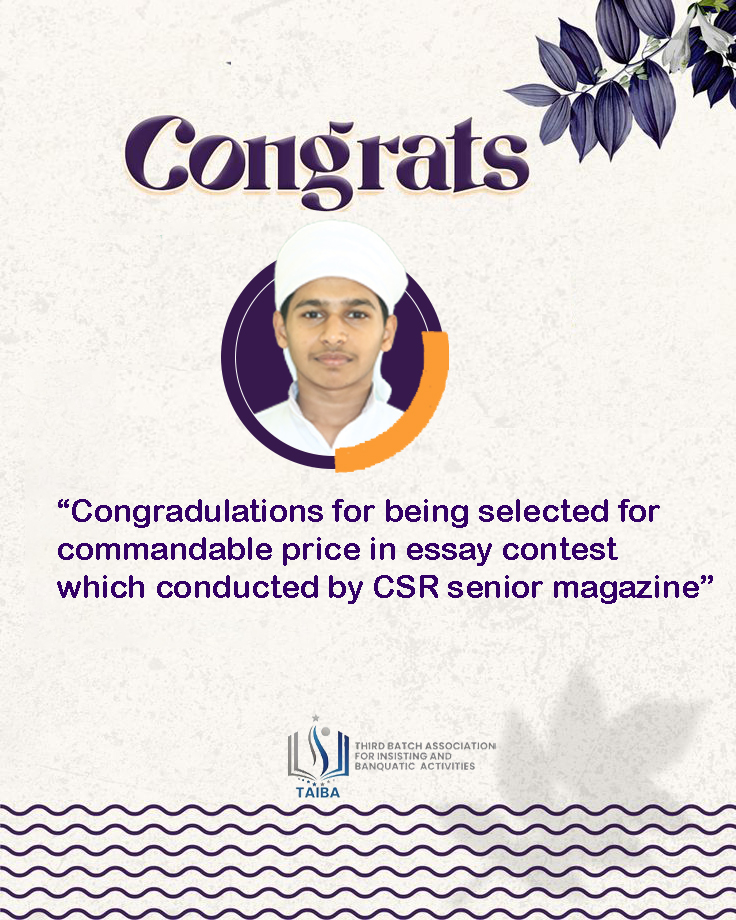 Congrats
“Congradulations for being selected for
commandable price in essay contest
which conducted by CSR senior magazine”
THIRD BATCH ASSOCIATION
FOR INSISTING AND
BANQUATIC ACTIVITIES
TAIBA